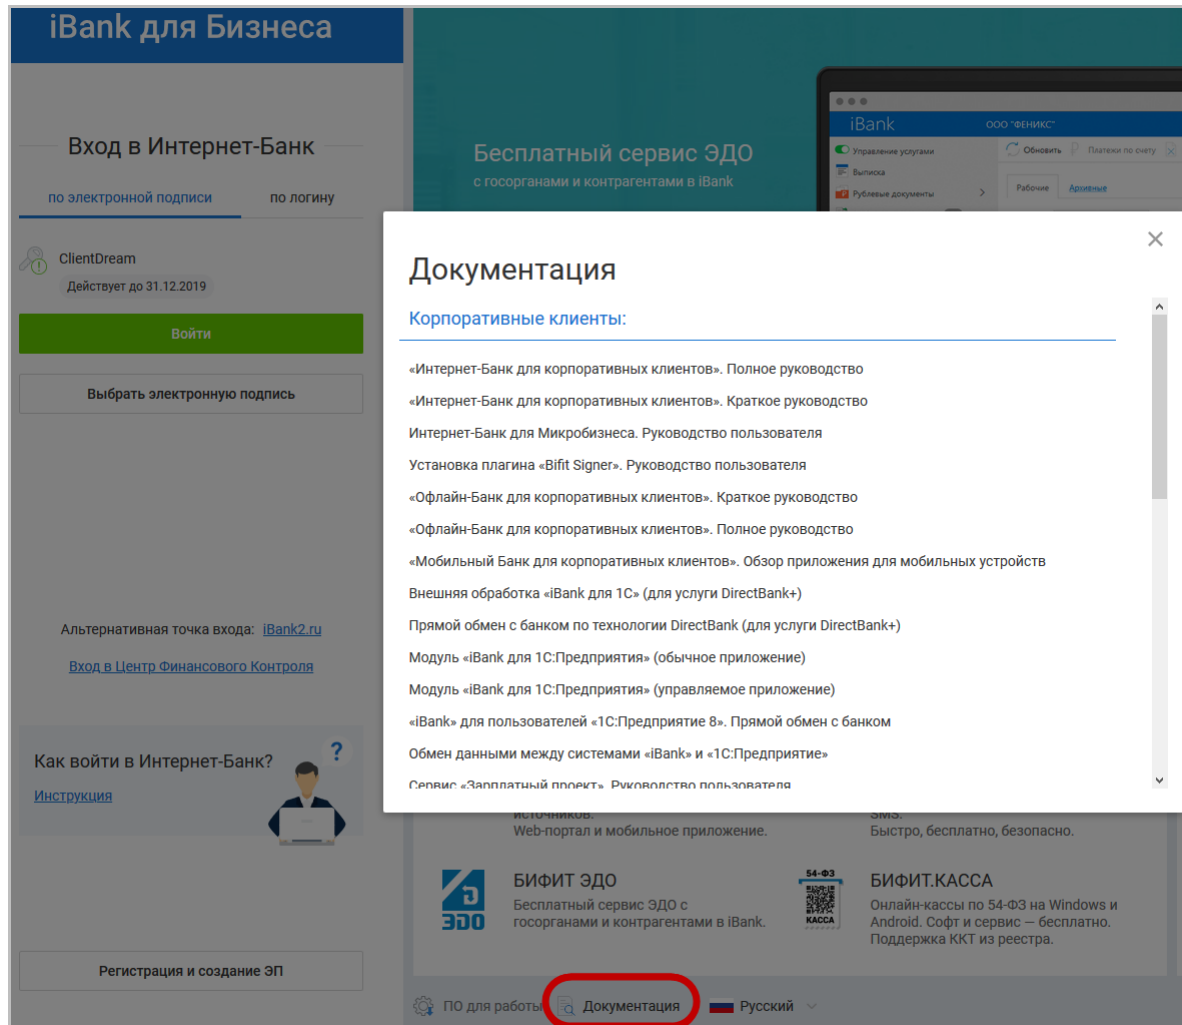 iBank для Бизнеса
Вход в Интернет-Банк
по электронной подписи
по логину
ClientDream
Действует до 31.12.2019
Войти
Выбрать электронную подпись
Альтернативная точка входа: iBank2.ru
Вход в Центр Финансового Контроля
Как войти в Интернет-Банк?
?
Инструкция
Регистрация и создание ЭП
Бесплатный сервис ЭДО
с госорганами и контрагентами в iBank
iBank
ООО "ФЕНИКС"
Управление услугами
Обновить
Платежи по счету
Выписка
Рублевые документы
Рабочие
Архивные
Документация
Корпоративные клиенты:
«Интернет-Банк для корпоративных клиентов». Полное руководство
«Интернет-Банк для корпоративных клиентов». Краткое руководство
Интернет-Банк для Микробизнеса. Руководство пользователя
Установка плагина «Bifit Signer». Руководство пользователя
«Офлайн-Банк для корпоративных клиентов». Краткое руководство
«Офлайн-Банк для корпоративных клиентов». Полное руководство
«Мобильный Банк для корпоративных клиентов». Обзор приложения для мобильных устройств
Внешняя обработка «iBank для 1С» (для услуги DirectBank+)
Прямой обмен с банком по технологии DirectBank (для услуги DirectBank+)
Модуль «iBank для 1С:Предприятия» (обычное приложение)
Модуль «iBank для 1С:Предприятия» (управляемое приложение)
«iBank» для пользователей «1С:Предприятие 8». Прямой обмен с банком
Обмен данными между системами «iBank» и «1С:Предприятие»
Сервис «Зарплатный проект». Руководство пользователя
источников.
Web-портал и мобильное приложение.
SMS.
Быстро, бесплатно, безопасно.
ЭДО
БИФИТ ЭДО
Бесплатный сервис ЭДО с
госорганами и контрагентами в iBank.
54-ФЗ
КАССА
БИФИТ.КАССА
Онлайн-кассы по 54-ФЗ на Windows и
Android. Софт и сервис — бесплатно.
Поддержка ККТ из реестра.
ПО для работы
Документация
Русский